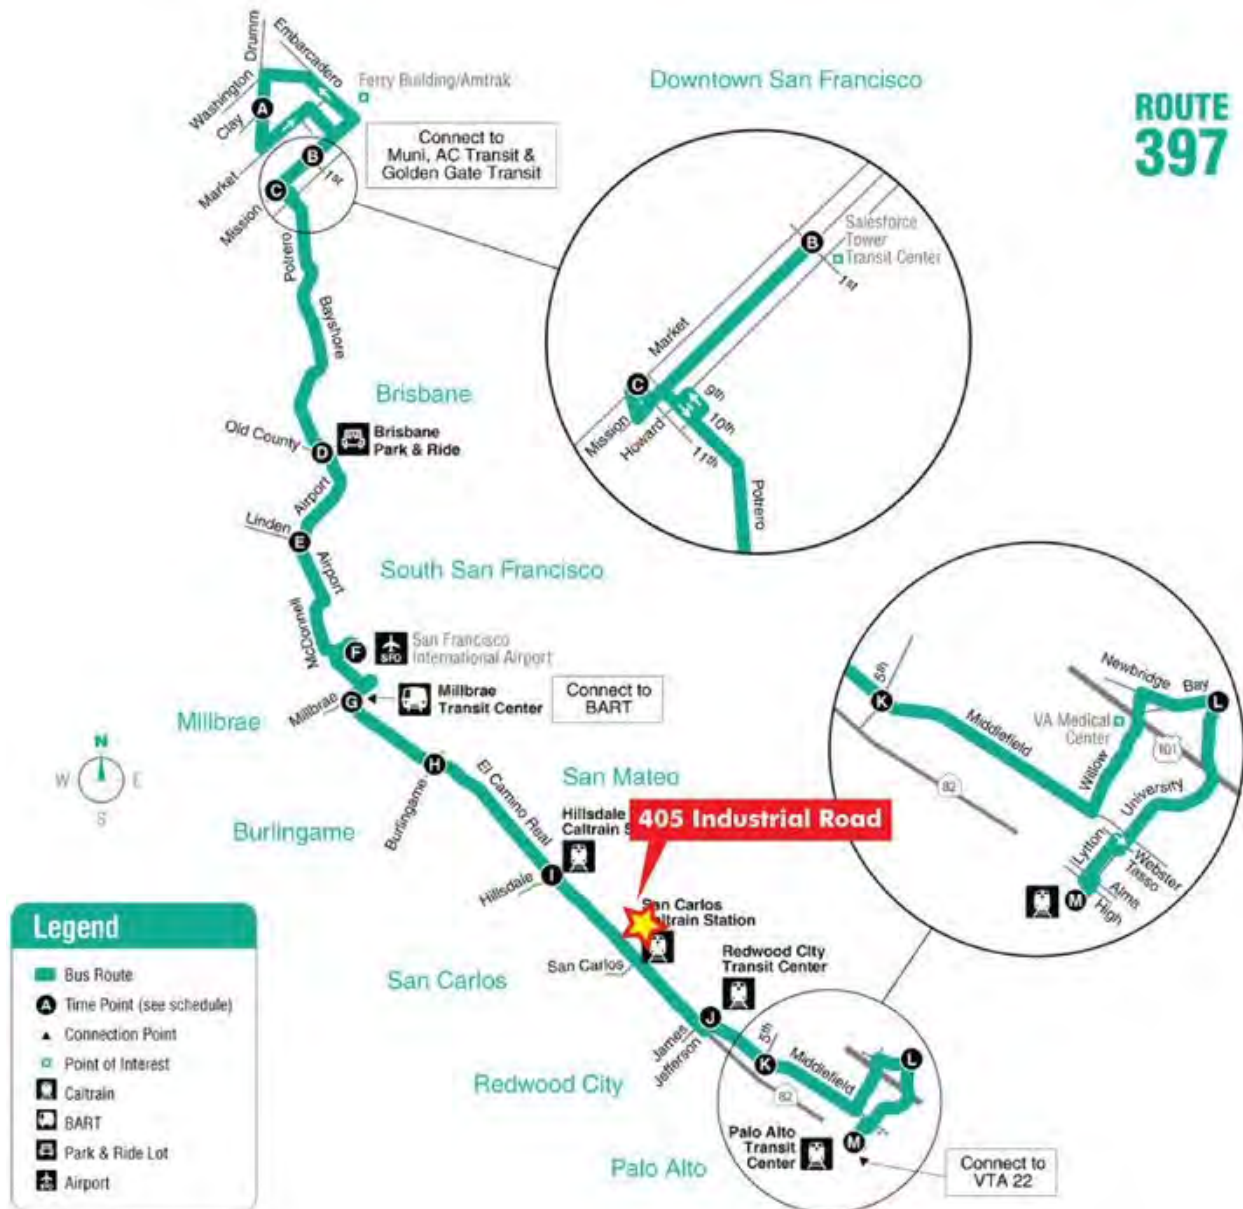 Downtown San Francisco
ROUTE
397
Drumm
Embarcadero
Washington
Clay
A
Ferry Building/Amtrak
Connect to
Muni, AC Transit &
Golden Gate Transit
B
1st
Market
C
Mission
Potrero
Bayshore
Salesforce
Tower
Transit Center
B
1st
Market
C
9th
10th
Mission
Howard
11th
Potrero
Brisbane
Old County
D
Brisbane
Park & Ride
Airport
Linden
E
Airport
South San Francisco
McDonnell
F
SFO
San Francisco
International Airport
Millbrae
Millbrae
G
Millbrae
Transit Center
Connect to
BART
N
W
E
S
H
Burlingame
Burlingame
El Camino Real
San Mateo
Hillsdale
Caltrain S
405 Industrial Road
I
Hillsdale
San Carlos
Caltrain Station
San Carlos
San Carlos
Redwood City
Transit Center
J
James
Jefferson
5th
K
Middlefield
82
L
Redwood City
Palo Alto
Transit
Center
M
Palo Alto
Connect to
VTA 22
5th
K
Middlefield
Newbridge
Bay
L
VA Medical
Center
101
82
Willow
University
Lytton
Webster
Tasso
Alma
High
M
Legend
Bus Route
A
Time Point (see schedule)
Connection Point
Point of Interest
Caltrain
BART
Park & Ride Lot
Airport